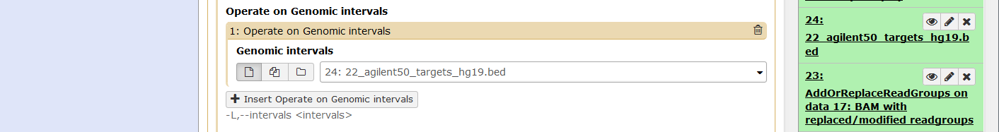 Operate on Genomic intervals
1: Operate on Genomic intervals
Genomic intervals
24: 22_agilent50_targets_hg19.bed
Insert Operate on Genomic intervals
-L,--intervals <intervals>
24:
22_agilent50_targets_hg19.b
ed
23:
AddOrReplaceReadGroups on
data 17: BAM with
replaced/modified readgroups